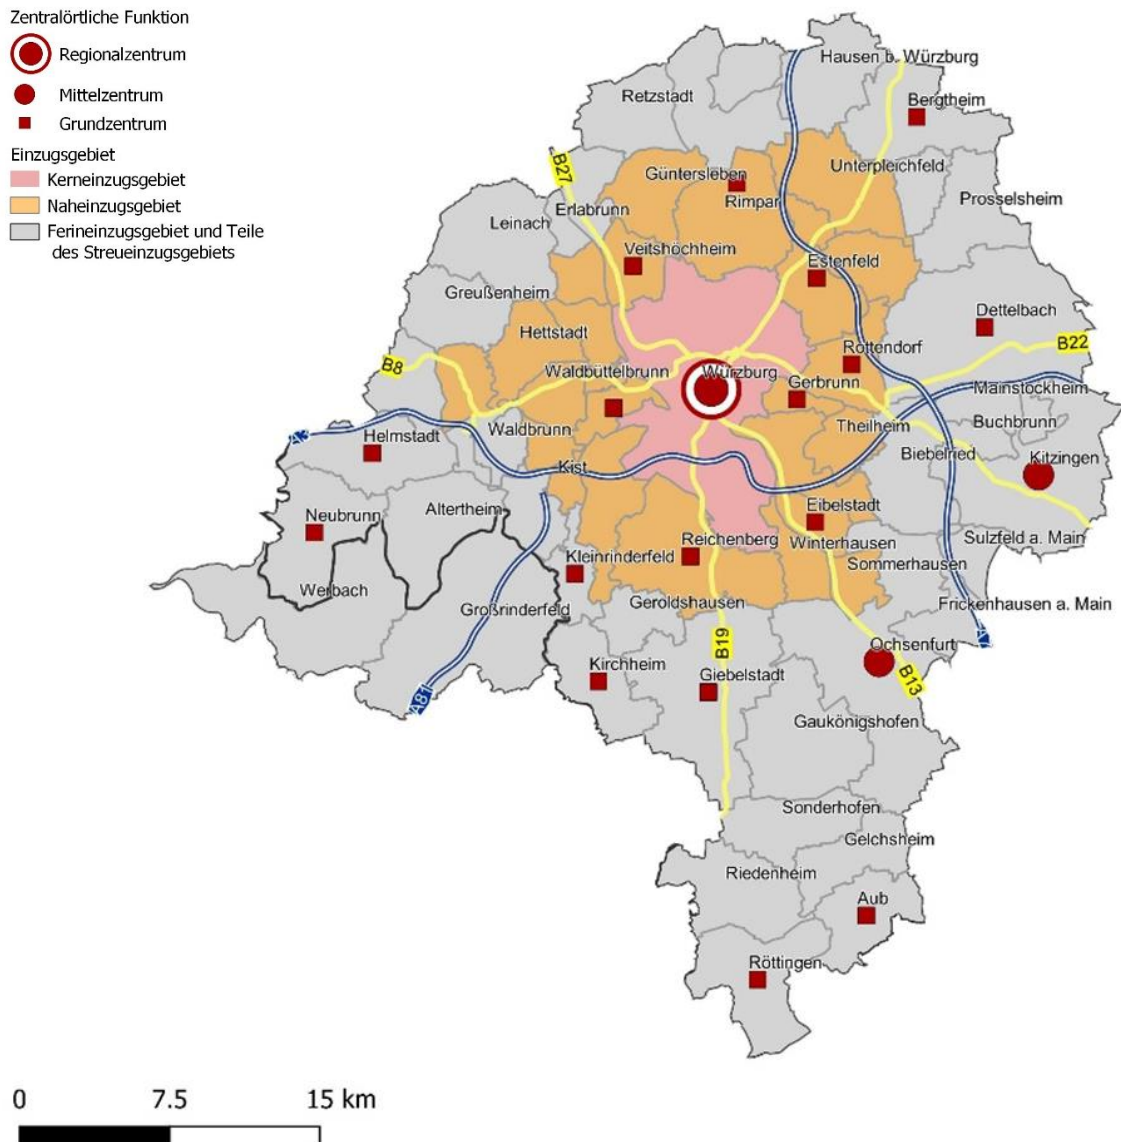 Zentralörtliche Funktion
Regionalzentrum
Mittelzentrum
Grundzentrum
Einzugsgebiet
Kerneinzugsgebiet
Naheinzugsgebiet
Ferineinzugsgebiet und Teile
des Streueinzugsgebiets
Hausen b. Würzburg
Retzstadt
Bergtheim
B27
Unterpleichfeld
Güntersleben
Prosselsheim
Rimpar
Erlabrunn
Leinach
Veitshöchheim
Estenfeld
Greußenheim
Dettelbach
Hettstadt
B22
Rottendorf
B8
Waldbüttelbrunn
Würzburg
Gerbrunn
Mainstockheim
Buchbrunn
Theilheim
Waldbrunn
A3
Helmstadt
Biebelried
Kitzingen
Kist
Eibelstadt
Altertheim
Neubrunn
Sulzfeld a. Main
Reichenberg
Winterhausen
Kleinrinderfeld
Sommerhausen
Werbach
Geroldshausen
Frickenhausen a. Main
Großrinderfeld
B19
Ochsenfurt
Kirchheim
Giebelstadt
B13
A81
Gaukönigshofen
Sonderhofen
Gelchsheim
Riedenheim
Aub
Röttingen
0 7.5 15 km